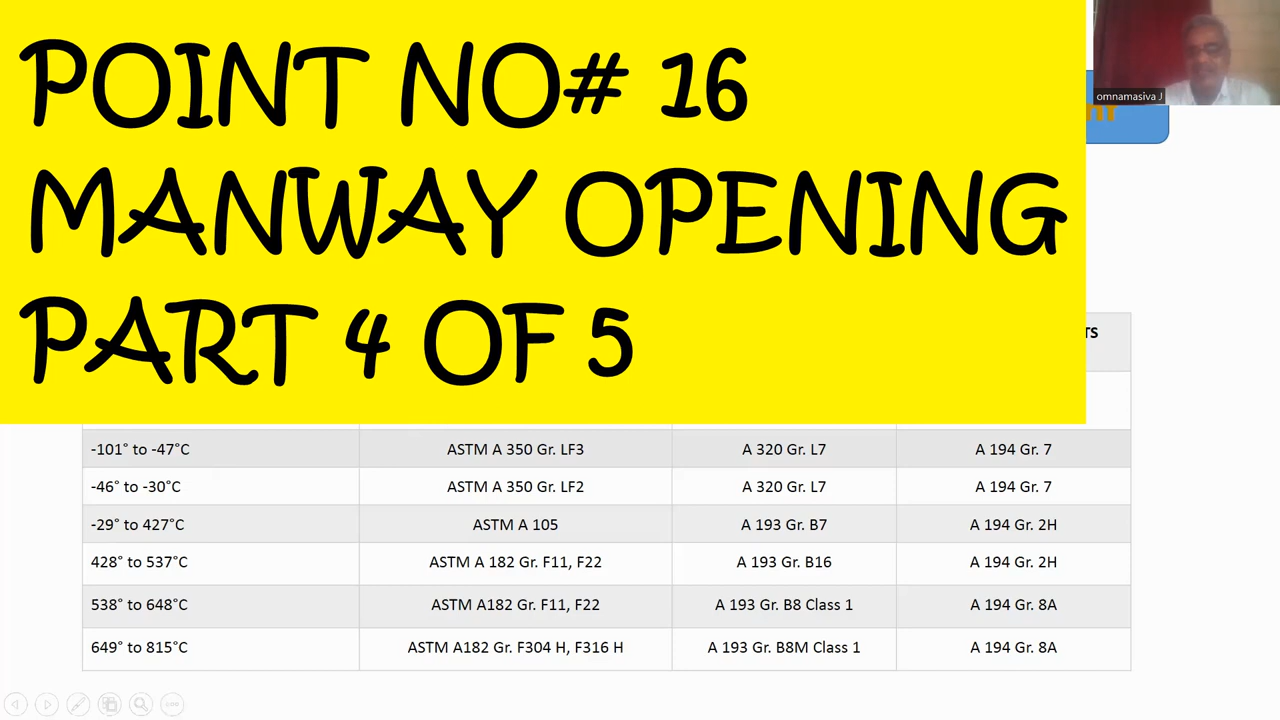 POINT NO# 16
MANWAY OPENING
PART 4 OF 5
omnamasiva J
-101° to -47°C ASTM A 350 Gr. LF3 A 320 Gr. L7 A 194 Gr. 7
-46° to -30°C ASTM A 350 Gr. LF2 A 320 Gr. L7 A 194 Gr. 7
-29° to 427°C ASTM A 105 A 193 Gr. B7 A 194 Gr. 2H
428° to 537°C ASTM A 182 Gr. F11, F22 A 193 Gr. B16 A 194 Gr. 2H
538° to 648°C ASTM A182 Gr. F11, F22 A 193 Gr. B8 Class 1 A 194 Gr. 8A
649° to 815°C ASTM A182 Gr. F304 H, F316 H A 193 Gr. B8M Class 1 A 194 Gr. 8A